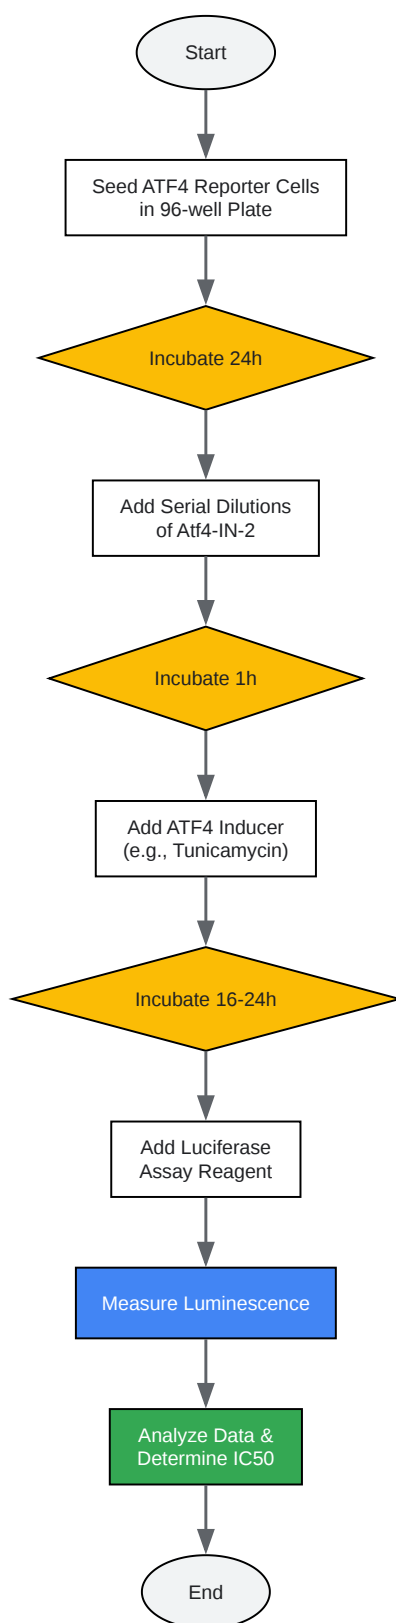 Start
Seed ATF4 Reporter Cells
in 96-well Plate
Incubate 24h
Add Serial Dilutions
of Atf4-IN-2
Incubate 1h
Add ATF4 Inducer
(e.g., Tunicamycin)
Incubate 16-24h
Add Luciferase
Assay Reagent
Measure Luminescence
Analyze Data &
Determine IC50
End